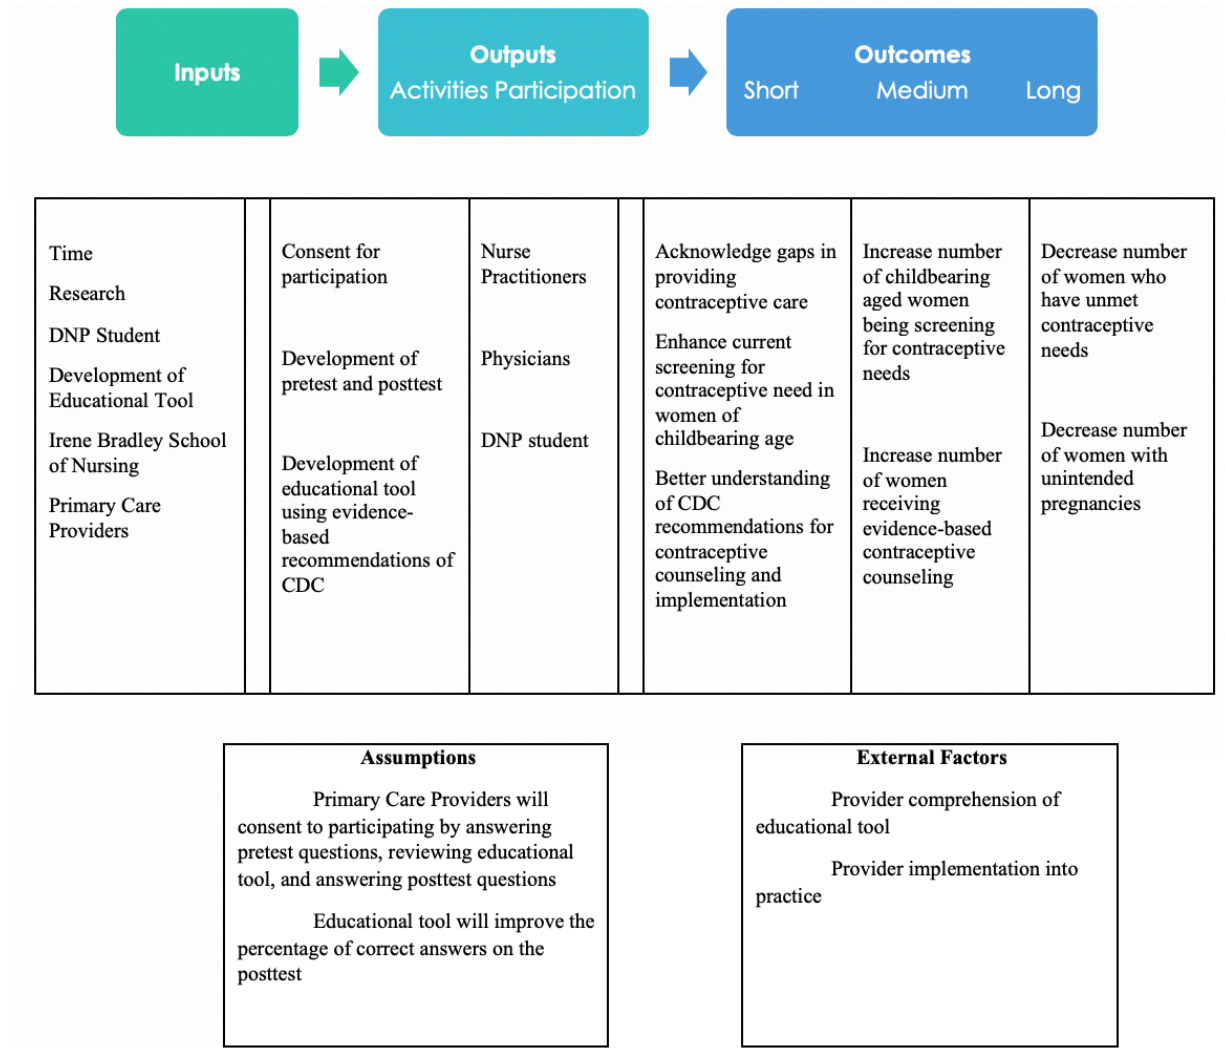 Inputs
Outputs
Activities Participation
Outcomes
Short Medium Long
Time
Research
DNP Student
Development of
Educational Tool
Irene Bradley School
of Nursing
Primary Care
Providers
Consent for
participation
Development of
pretest and posttest
Development of
educational tool
using evidence-
based
recommendations of
CDC
Nurse
Practitioners
Physicians
DNP student
Acknowledge gaps in
providing
contraceptive care
Enhance current
screening for
contraceptive need in
women of
childbearing age
Better understanding
of CDC
recommendations for
contraceptive
counseling and
implementation
Increase number
of childbearing
aged women
being screening
for contraceptive
needs
Increase number
of women
receiving
evidence-based
contraceptive
counseling
Decrease number
of women who
have unmet
contraceptive
needs
Decrease number
of women with
unintended
pregnancies
Assumptions
Primary Care Providers will
consent to participating by answering
pretest questions, reviewing educational
tool, and answering posttest questions
Educational tool will improve the
percentage of correct answers on the
posttest
External Factors
Provider comprehension of
educational tool
Provider implementation into
practice